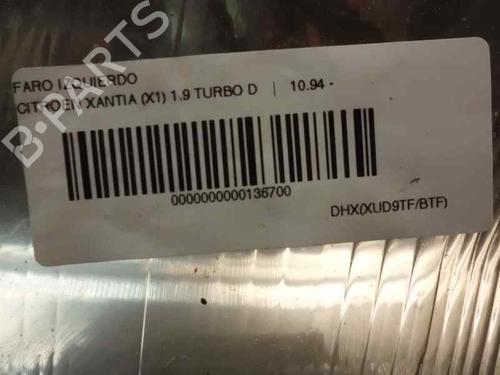 FARO IZQUIERDO
CITROEN XANTIA (X1) 1.9 TURBO D | 10.94 -
0000000000136700
DHX(XUD9TF/BTF)
B-PARTS